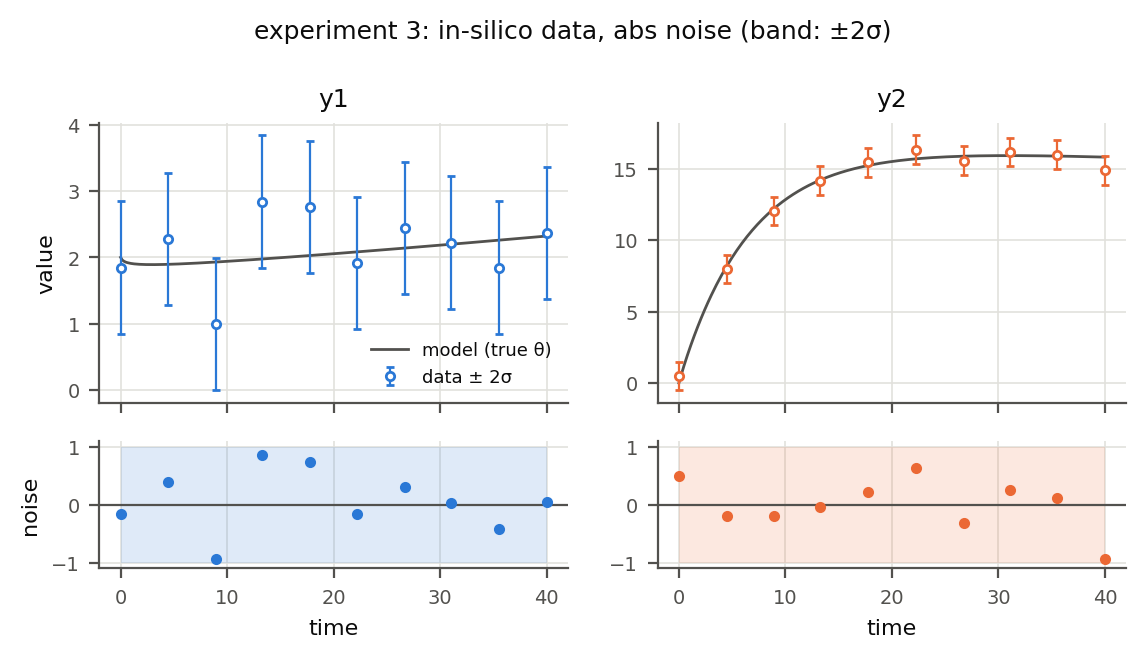 experiment 3: in-silico data, abs noise (band: ±2σ)
y1
y2
value
4
3
2
1
0
model (true θ)
data ± 2σ
15
10
5
0
noise
1
0
−1
0
10
20
30
40
time
1
0
−1
0
10
20
30
40
time